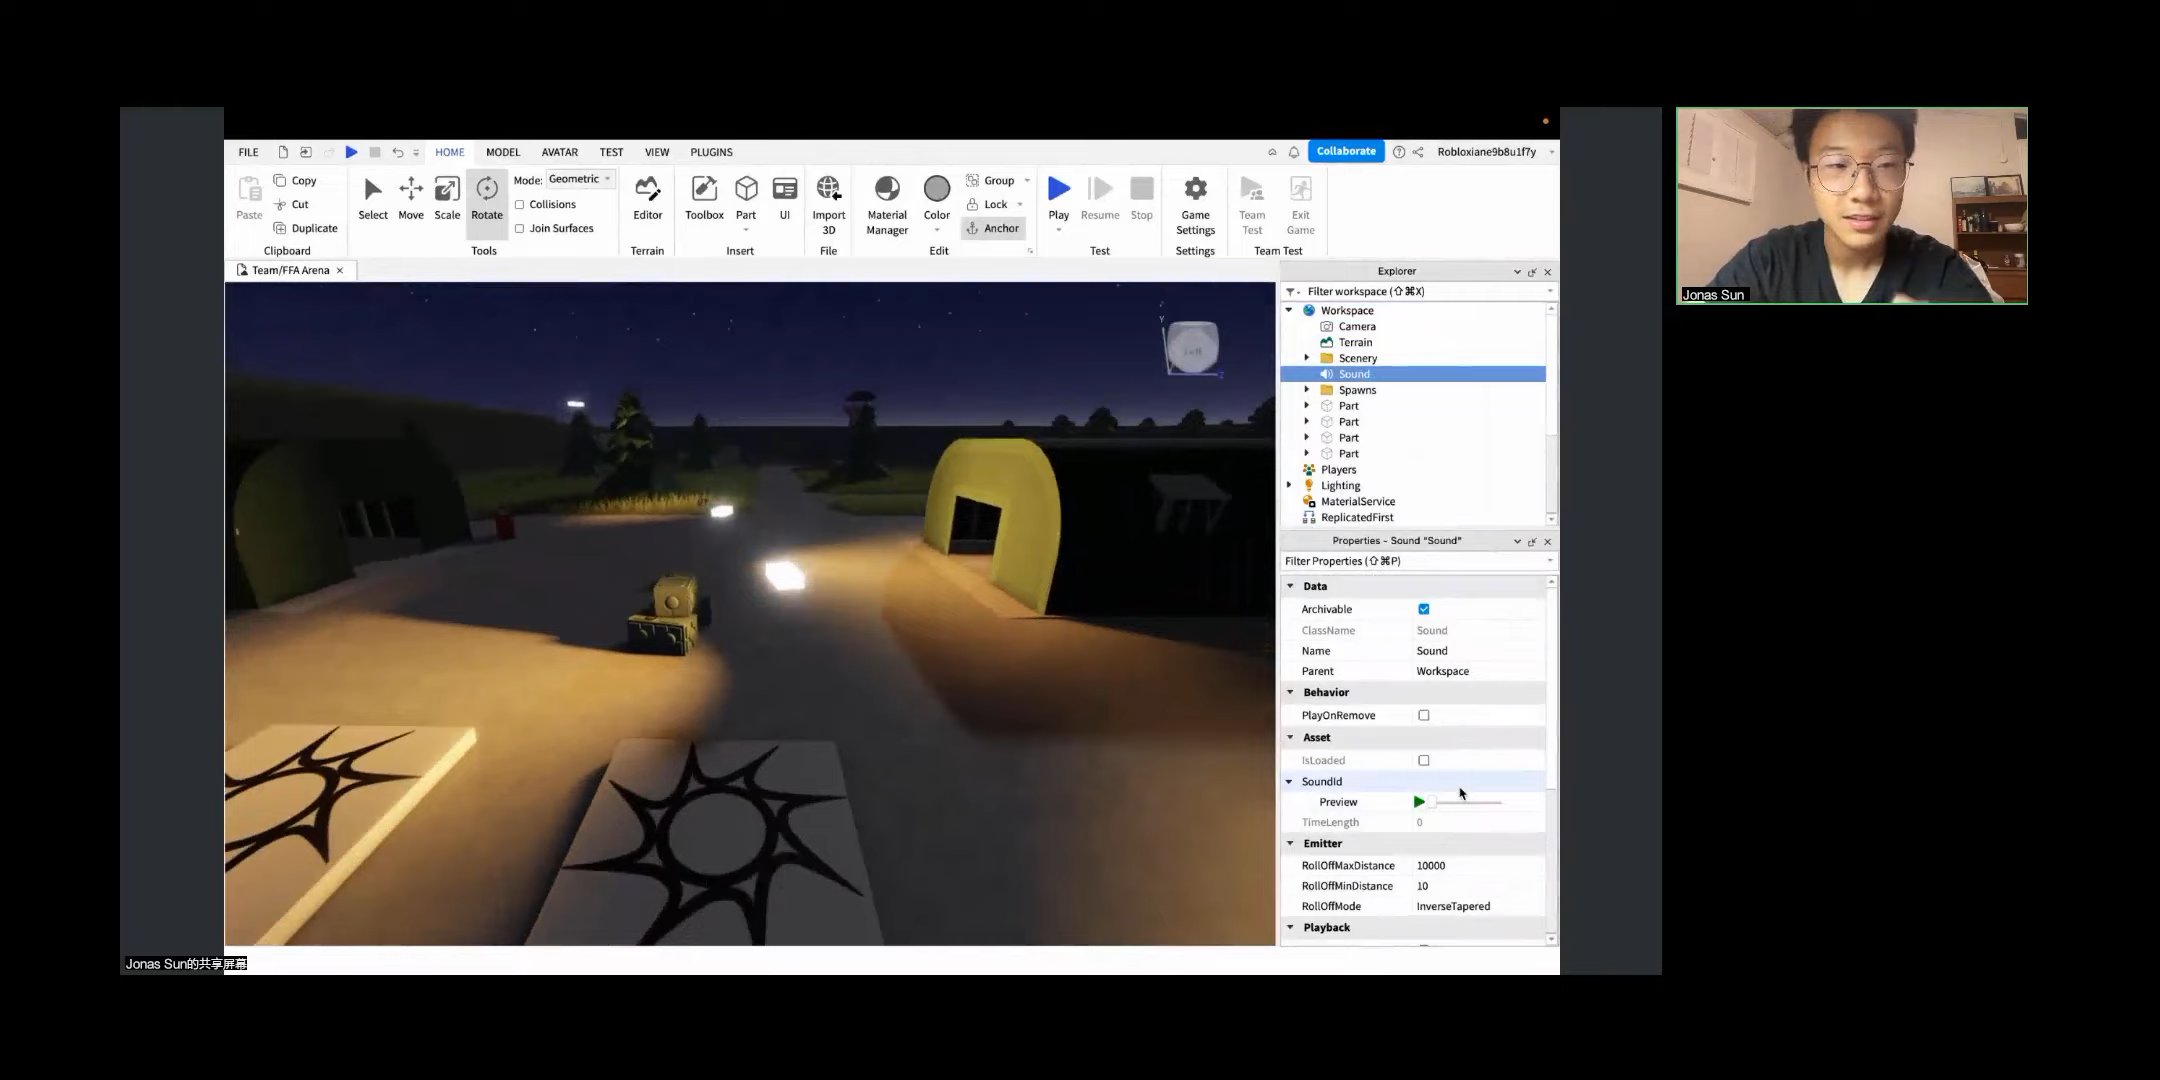 FILE HOME MODEL AVATAR TEST VIEW PLUGINS Collaborate Robloxiane9b8u1f7y
Paste Copy Cut Duplicate
Clipboard
Select Move Scale Rotate
Mode: Geometric
Collisions
Join Surfaces
Tools
Editor
Terrain
Toolbox Part UI
Insert
Import 3D
File
Material Manager Color
Group
Lock
Anchor
Edit
Play Resume Stop
Test
Game Settings
Settings
Team Test Exit Game
Team Test
Team/FFA Arena
Explorer
Filter workspace (⇧⌘X)
Workspace
Camera
Terrain
Scenery
Sound
Spawns
Part
Part
Part
Part
Players
Lighting
MaterialService
ReplicatedFirst
Properties - Sound "Sound"
Filter Properties (⇧⌘P)
Data
Archivable
ClassName Sound
Name Sound
Parent Workspace
Behavior
PlayOnRemove
Asset
IsLoaded
SoundId
Preview
TimeLength 0
Emitter
RollOffMaxDistance 10000
RollOffMinDistance 10
RollOffMode InverseTapered
Playback
Y
Jonas Sun
Jonas Sun的共享屏幕